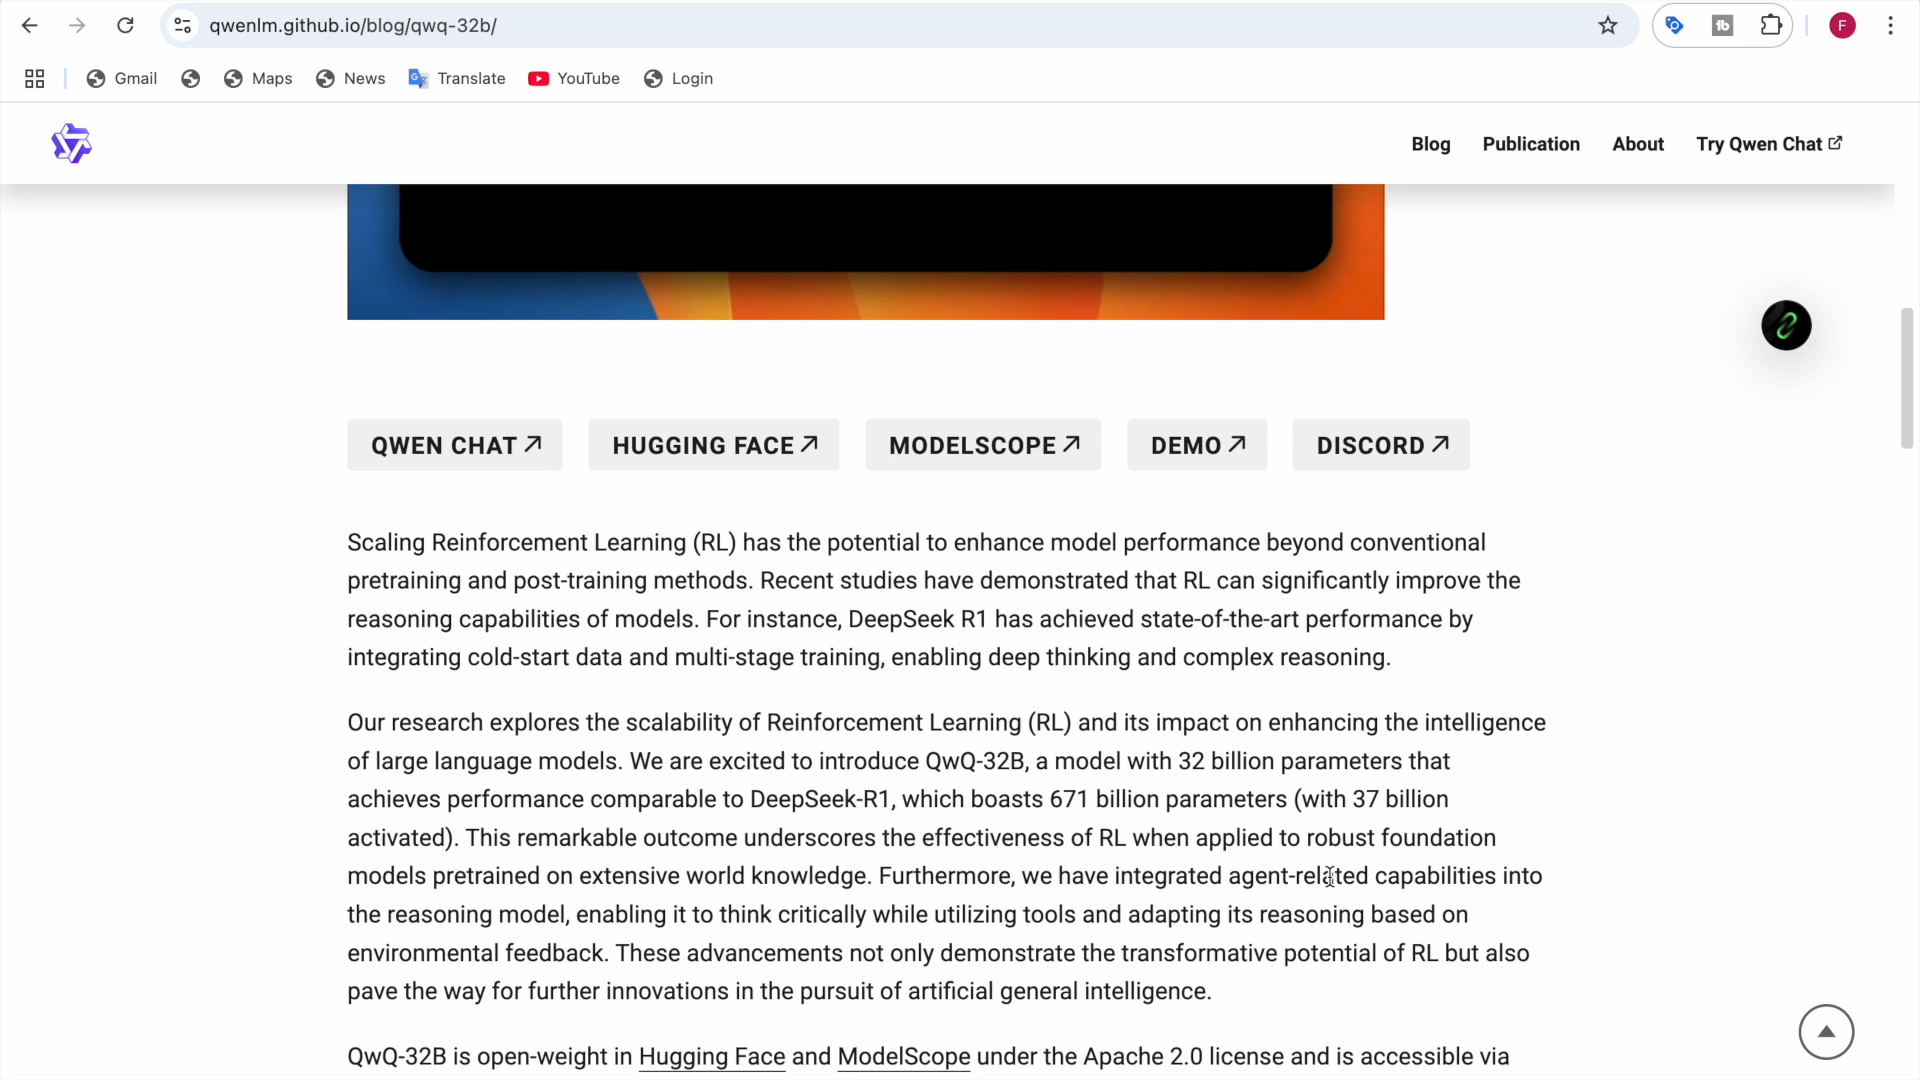 qwenlm.github.io/blog/qwq-32b/
F
Gmail
Maps
News
Translate
YouTube
Login
Blog
Publication
About
Try Qwen Chat
QWEN CHAT
HUGGING FACE
MODELSCOPE
DEMO
DISCORD
Scaling Reinforcement Learning (RL) has the potential to enhance model performance beyond conventional
pretraining and post-training methods. Recent studies have demonstrated that RL can significantly improve the
reasoning capabilities of models. For instance, DeepSeek R1 has achieved state-of-the-art performance by
integrating cold-start data and multi-stage training, enabling deep thinking and complex reasoning.
Our research explores the scalability of Reinforcement Learning (RL) and its impact on enhancing the intelligence
of large language models. We are excited to introduce QwQ-32B, a model with 32 billion parameters that
achieves performance comparable to DeepSeek-R1, which boasts 671 billion parameters (with 37 billion
activated). This remarkable outcome underscores the effectiveness of RL when applied to robust foundation
models pretrained on extensive world knowledge. Furthermore, we have integrated agent-related capabilities into
the reasoning model, enabling it to think critically while utilizing tools and adapting its reasoning based on
environmental feedback. These advancements not only demonstrate the transformative potential of RL but also
pave the way for further innovations in the pursuit of artificial general intelligence.
QwQ-32B is open-weight in Hugging Face and ModelScope under the Apache 2.0 license and is accessible via